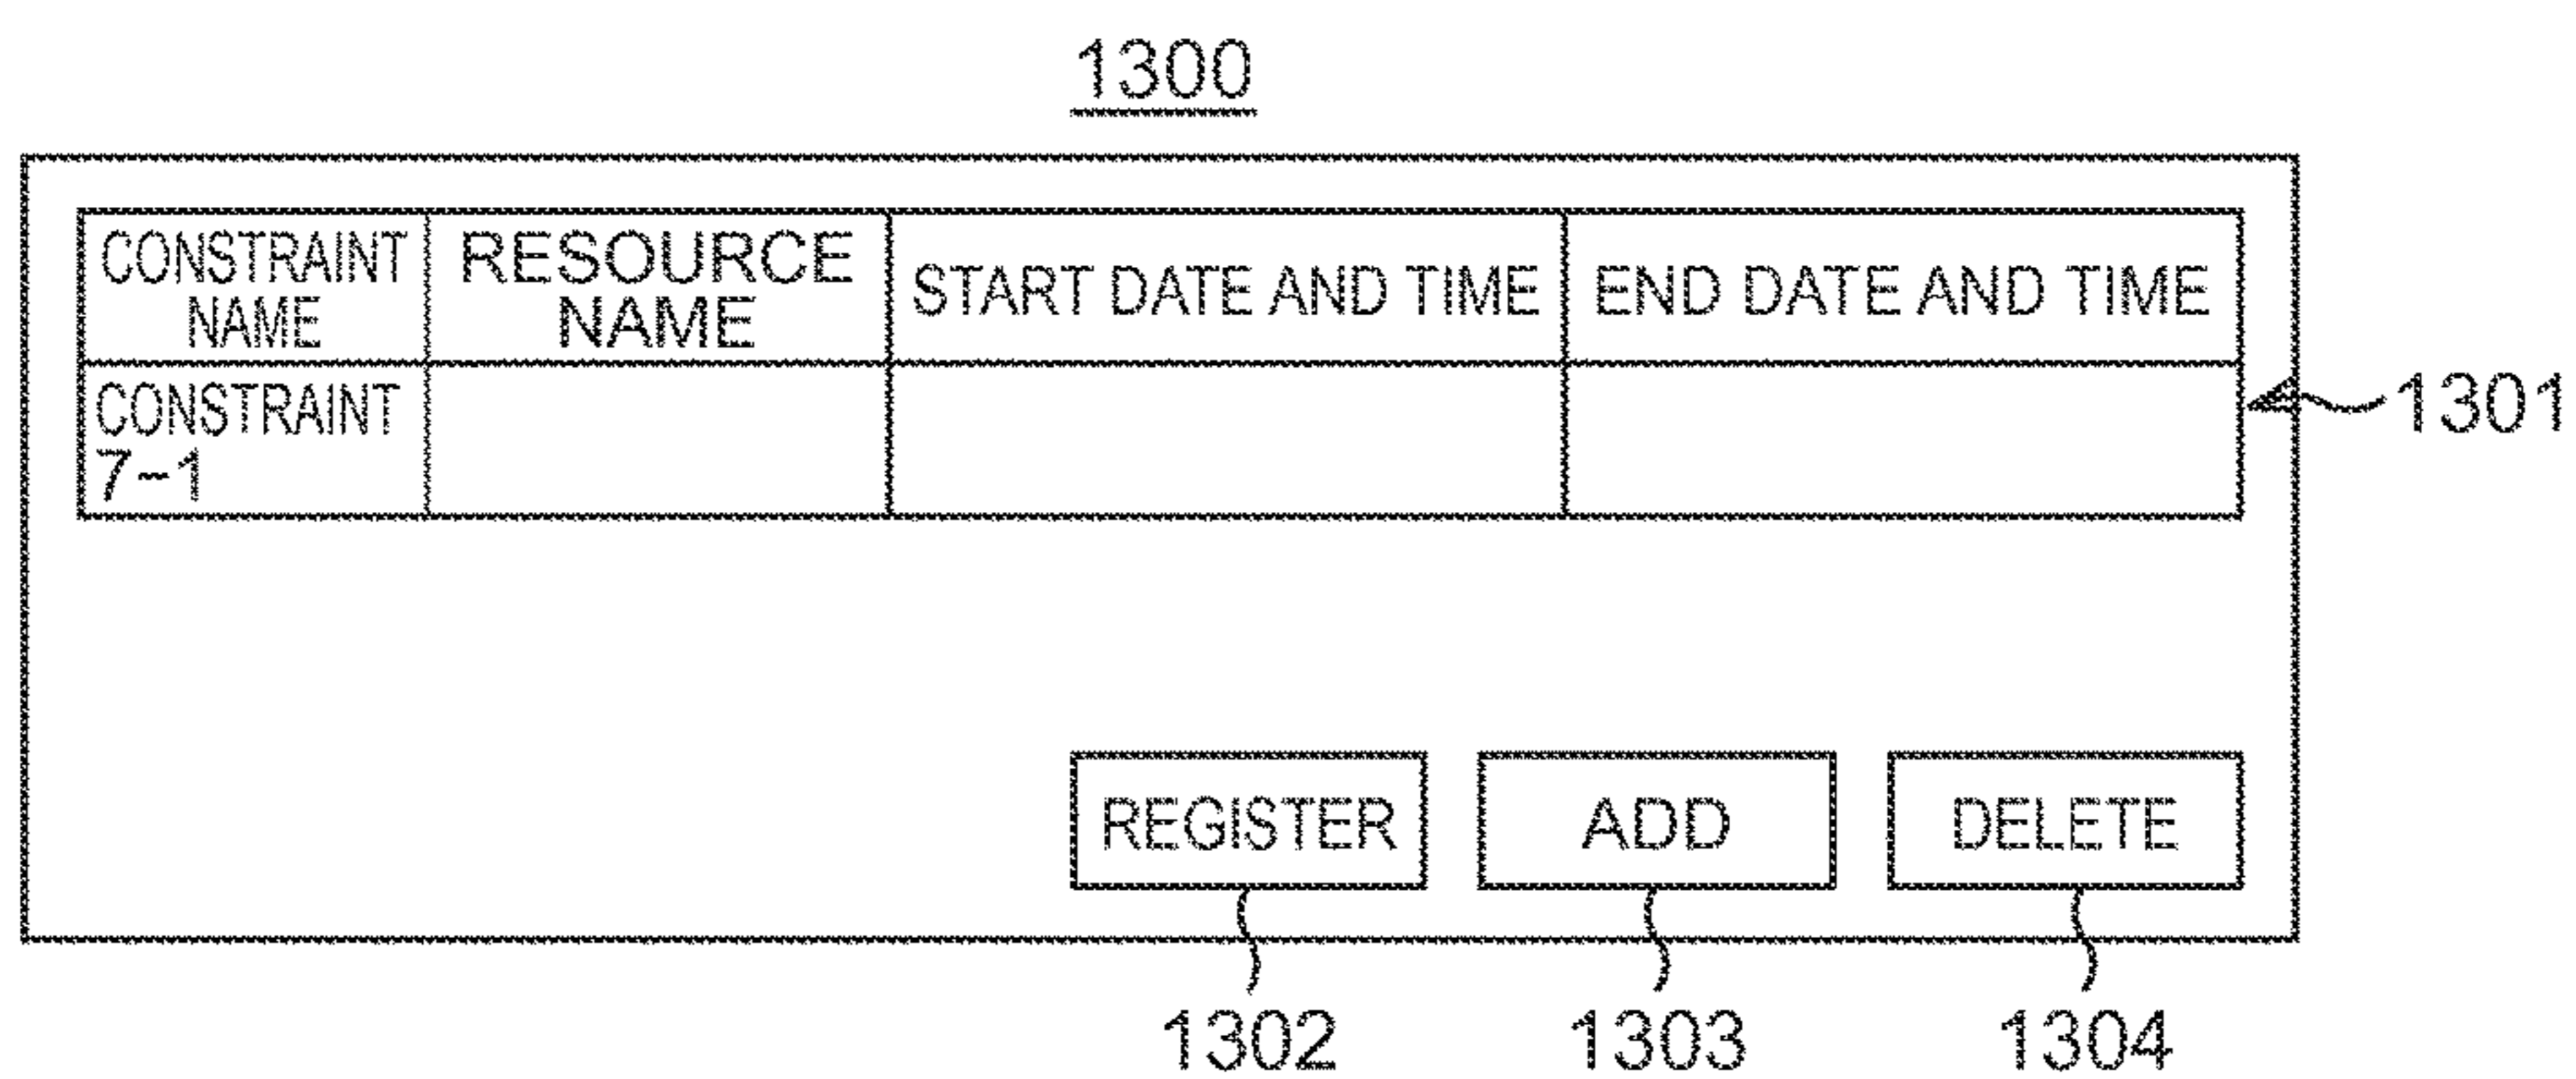 1300
CONSTRAINT NAME
RESOURCE NAME
START DATE AND TIME
END DATE AND TIME
CONSTRAINT
7-1
1301
REGISTER
ADD
DELETE
1302
1303
1304